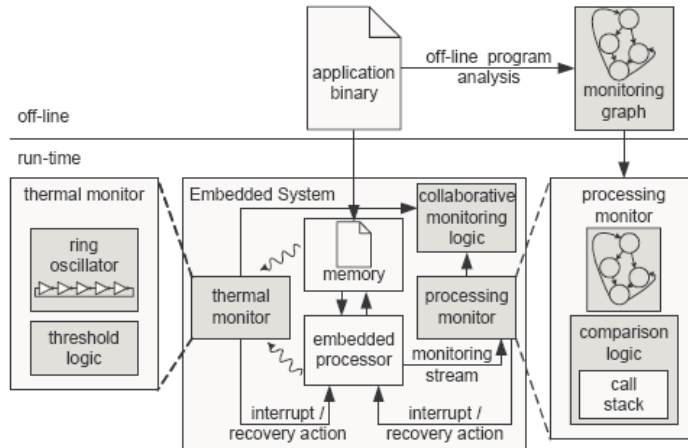 application
binary
off-line program
analysis
monitoring
graph
off-line
run-time
thermal monitor
ring
oscillator
threshold
logic
Embedded System
collaborative
monitoring
logic
memory
thermal
monitor
processing
monitor
embedded
processor
monitoring
stream
interrupt /
recovery action
interrupt /
recovery action
processing
monitor
comparison
logic
call
stack